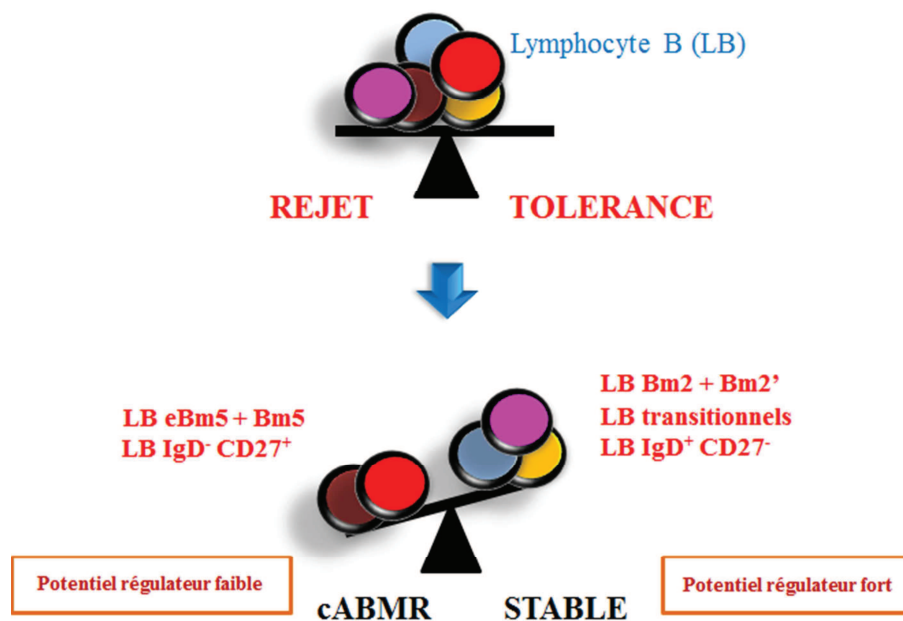 Lymphocyte B (LB)
REJET TOLERANCE
LB eBm5 + Bm5
LB IgD⁻ CD27⁺
LB Bm2 + Bm2’
LB transitionnels
LB IgD⁺ CD27⁻
Potentiel régulateur faible
cABMR STABLE
Potentiel régulateur fort